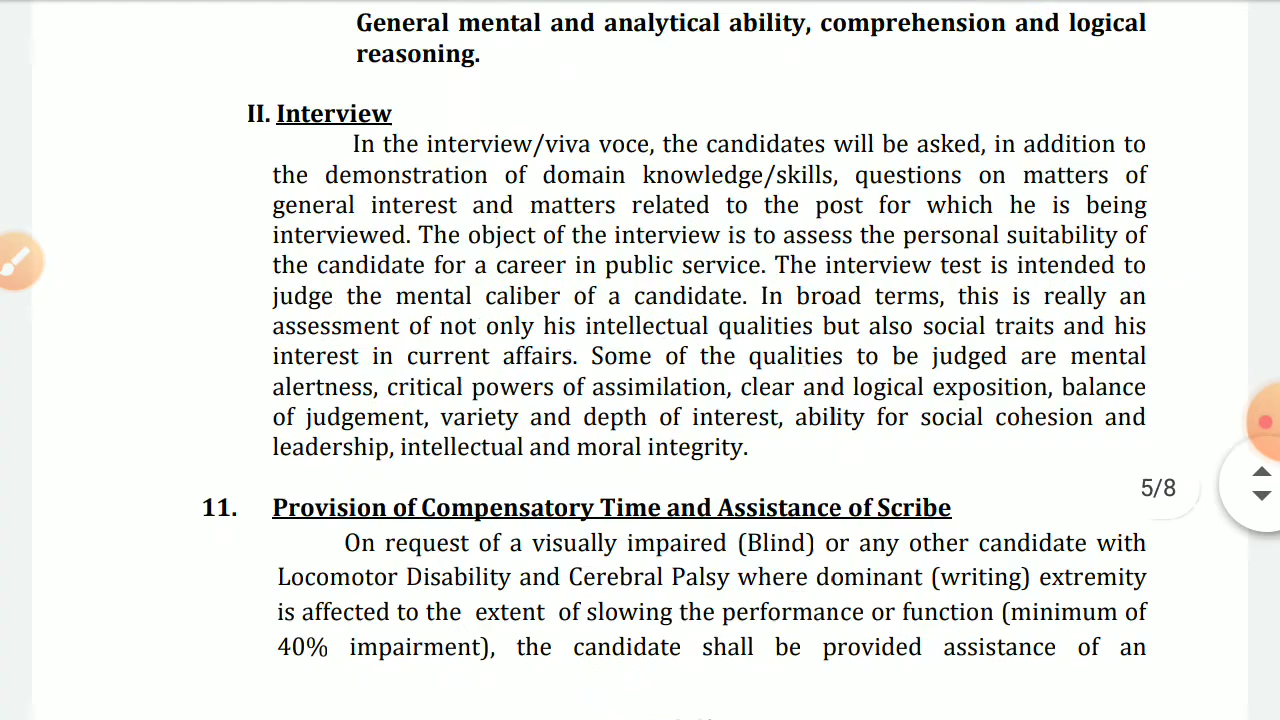 General mental and analytical ability, comprehension and logical
reasoning.
II. Interview
In the interview/viva voce, the candidates will be asked, in addition to
the demonstration of domain knowledge/skills, questions on matters of
general interest and matters related to the post for which he is being
interviewed. The object of the interview is to assess the personal suitability of
the candidate for a career in public service. The interview test is intended to
judge the mental caliber of a candidate. In broad terms, this is really an
assessment of not only his intellectual qualities but also social traits and his
interest in current affairs. Some of the qualities to be judged are mental
alertness, critical powers of assimilation, clear and logical exposition, balance
of judgement, variety and depth of interest, ability for social cohesion and
leadership, intellectual and moral integrity.
5/8
11. Provision of Compensatory Time and Assistance of Scribe
On request of a visually impaired (Blind) or any other candidate with
Locomotor Disability and Cerebral Palsy where dominant (writing) extremity
is affected to the extent of slowing the performance or function (minimum of
40% impairment), the candidate shall be provided assistance of an